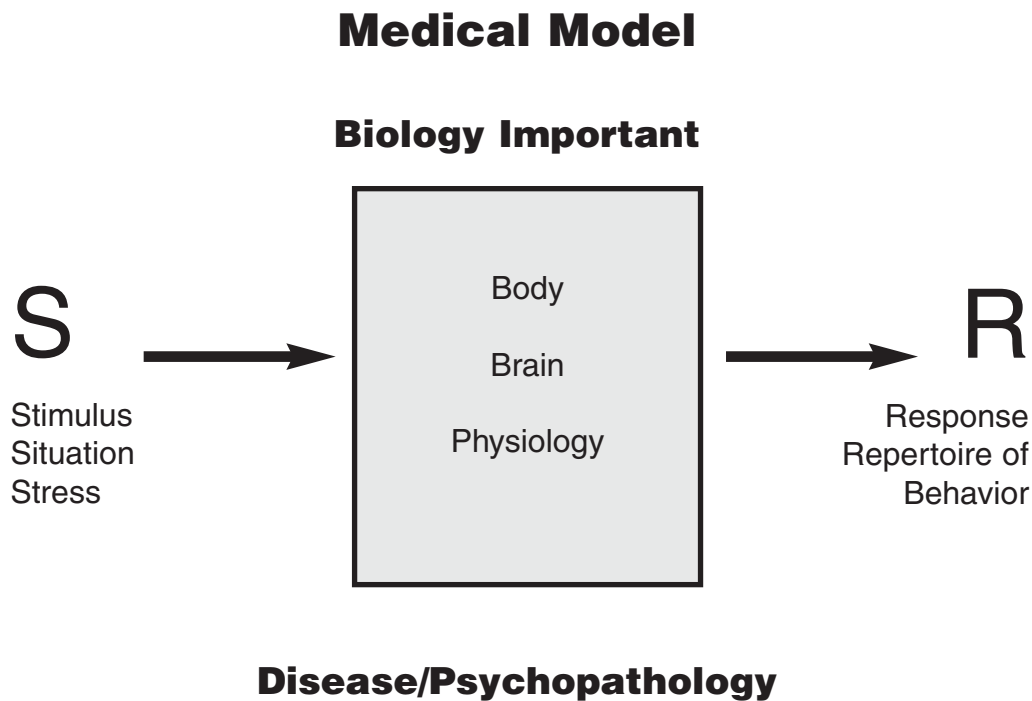 Medical Model
Biology Important
S
Stimulus
Situation
Stress
Body
Brain
Physiology
R
Response
Repertoire of
Behavior
Disease/Psychopathology